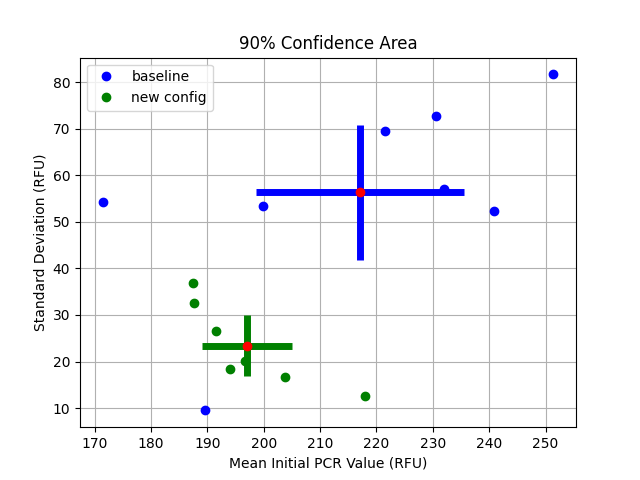 90% Confidence Area
baseline
new config
80
70
60
50
40
30
20
10
Standard Deviation (RFU)
170 180 190 200 210 220 230 240 250
Mean Initial PCR Value (RFU)